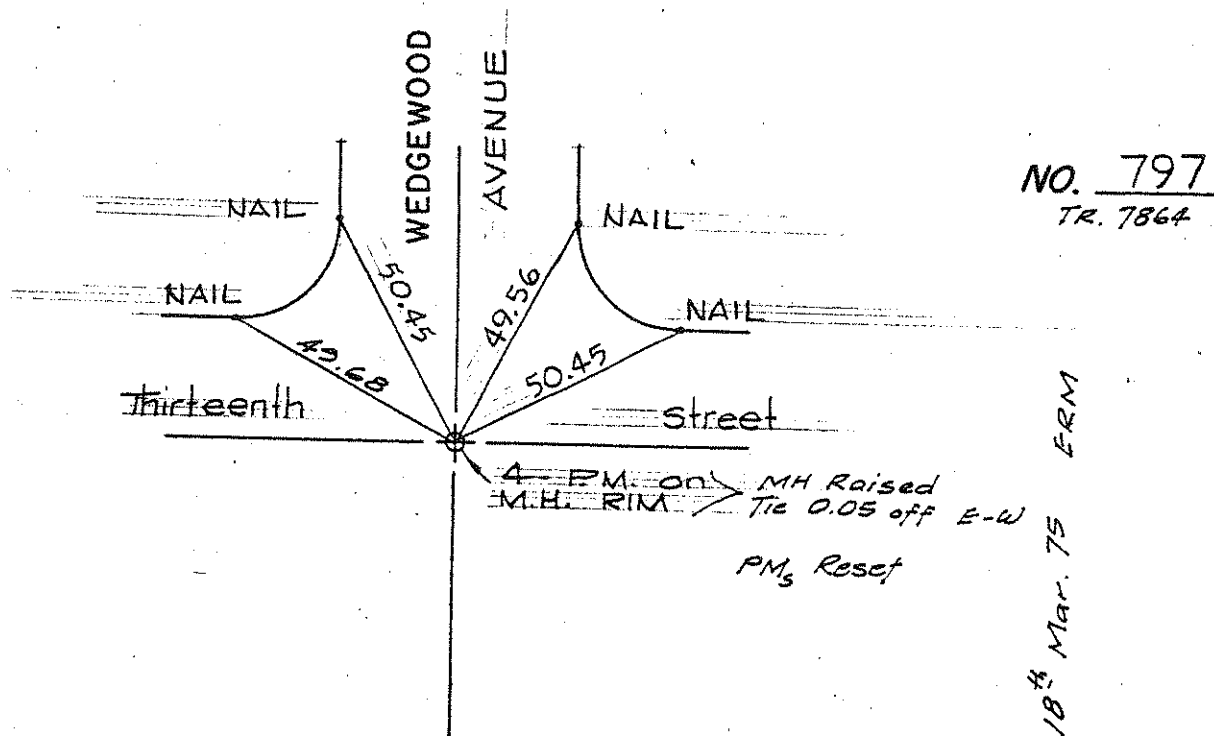 WEDGEWOOD
AVENUE
NO. 797
TR. 7864
NAIL
NAIL
NAIL
NAIL
50.45
49.56
49.68
50.45
Thirteenth
Street
4 - P.M. on
M.H. RIM
MH Raised
Tie 0.05 off E-W
PMs Reset
18th Mar. 75 ERM